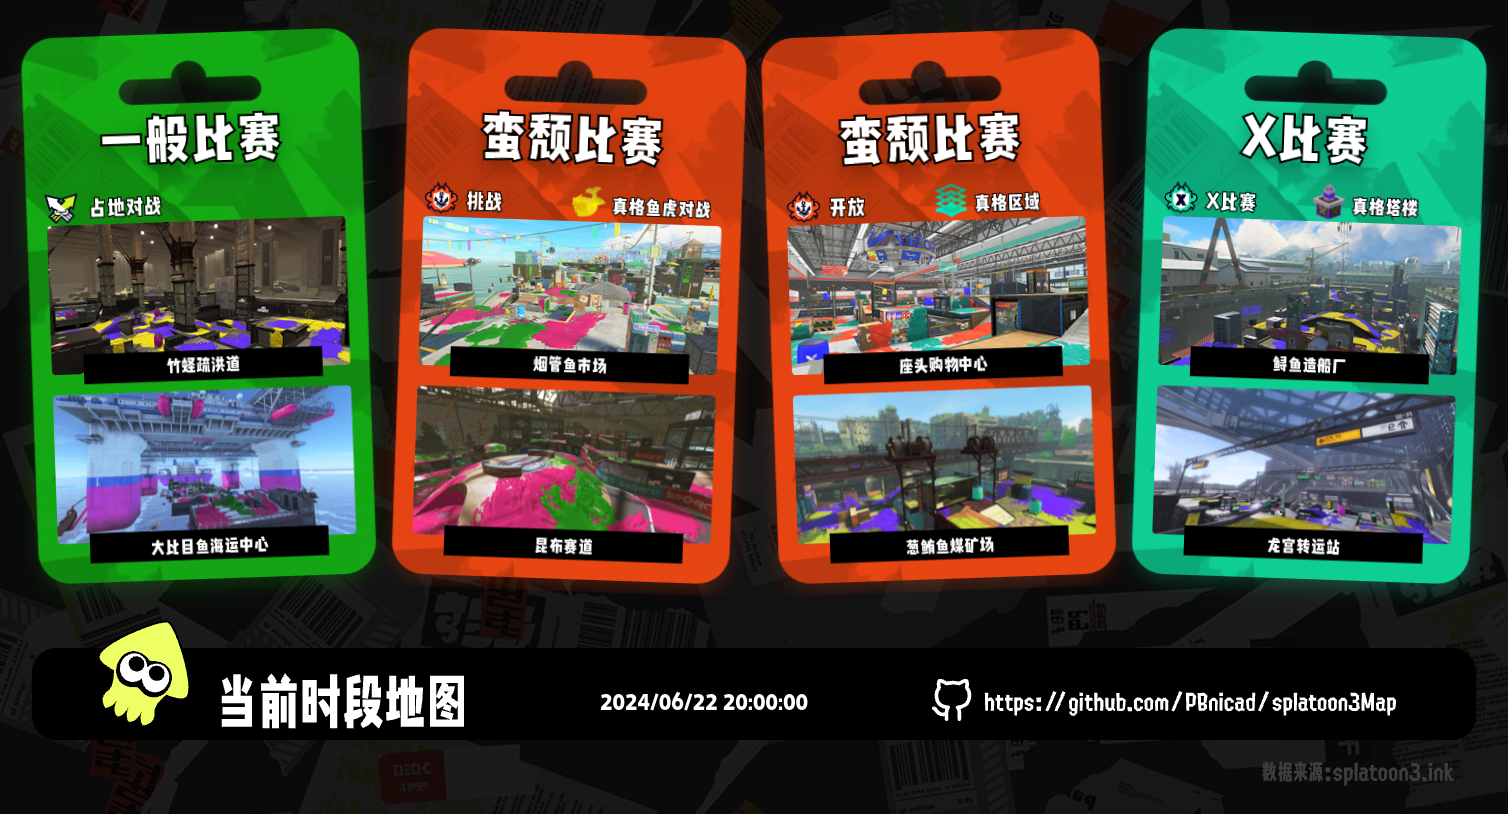 一般比赛
占地对战
竹蛏疏洪道
大比目鱼海运中心
蛮颓比赛
挑战
真格鱼虎对战
烟管鱼市场
昆布赛道
蛮颓比赛
开放
真格区域
座头购物中心
葱鲔鱼煤矿场
X比赛
X比赛
真格塔楼
鲟鱼造船厂
龙宫转运站
当前时段地图
2024/06/22 20:00:00
https://github.com/PBnicad/splatoon3Map
数据来源:splatoon3.ink